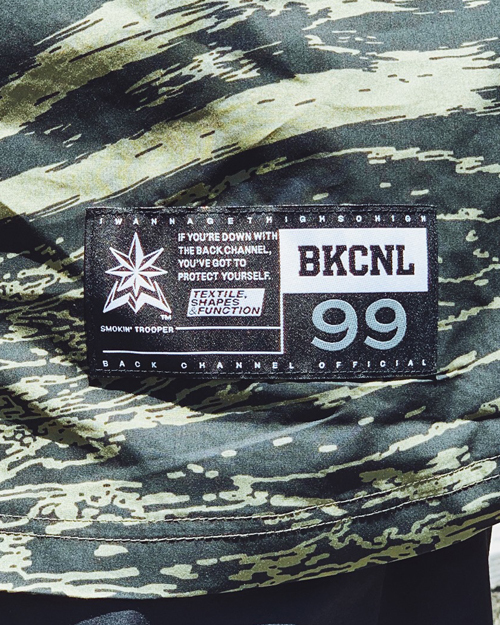 IWANNAGETHIGHSOHIGH
IF YOU'RE DOWN WITH
THE BACK CHANNEL,
YOU'VE GOT TO
PROTECT YOURSELF.
TEXTILE,
SHAPES
&FUNCTION
TM
SMOKIN' TROOPER
BKCNL
99
BACK CHANNEL OFFICIAL